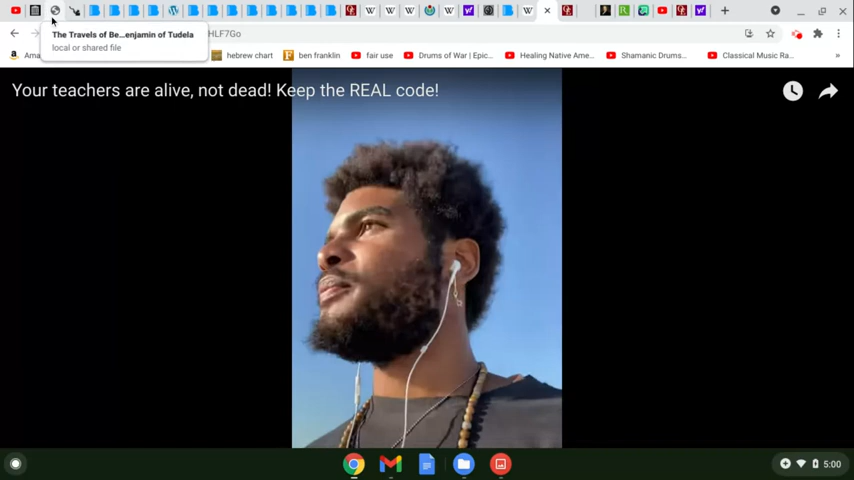 The Travels of Be...enjamin of Tudela
local or shared file
HLF7Go
Ama
hebrew chart
ben franklin
fair use
Drums of War | Epic...
Healing Native Ame...
Shamanic Drums...
Classical Music Ra...
»
Your teachers are alive, not dead! Keep the REAL code!
5:00